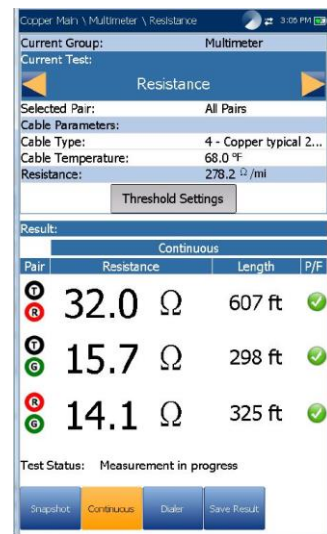 Copper Main \ Multimeter \ Resistance 3:05 PM
Current Group: Multimeter
Current Test:
Resistance
Selected Pair: All Pairs
Cable Parameters:
Cable Type: 4 - Copper typical 2...
Cable Temperature: 68.0 ºF
Resistance: 278.2 Ω /mi
Threshold Settings
Result:
Continuous
Pair Resistance Length P/F
T R 32.0 Ω 607 ft
T G 15.7 Ω 298 ft
R G 14.1 Ω 325 ft
Test Status: Measurement in progress
Snapshot Continuous Dialer Save Result